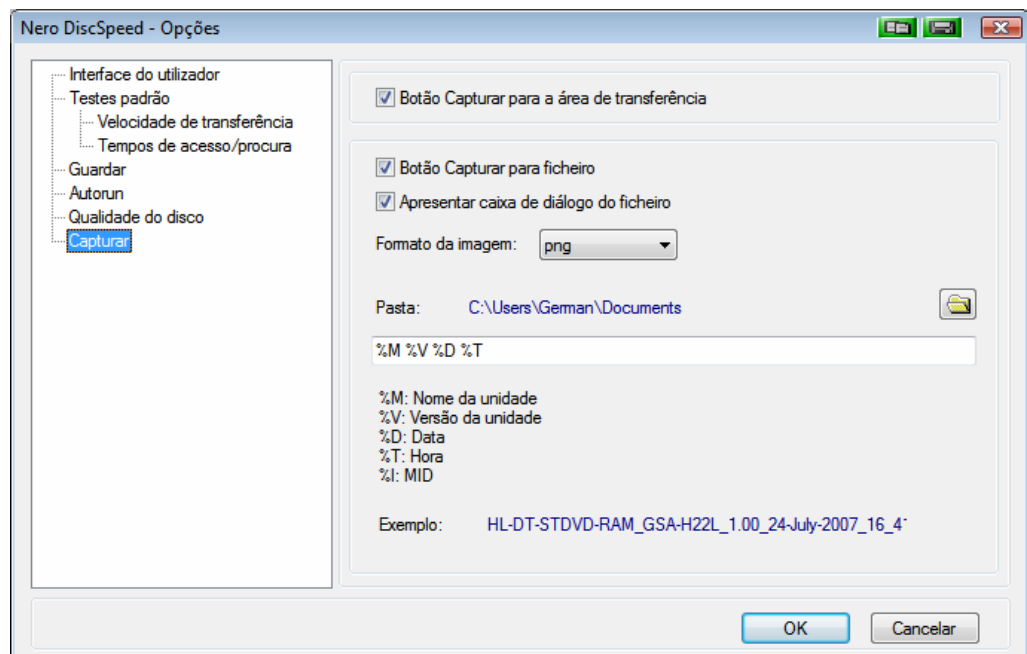 Nero DiscSpeed - Opções
Interface do utilizador
Testes padrão
Velocidade de transferência
Tempos de acesso/procura
Guardar
Autorun
Qualidade do disco
Capturar
Botão Capturar para a área de transferência
Botão Capturar para ficheiro
Apresentar caixa de diálogo do ficheiro
Formato da imagem: png
Pasta: C:\Users\German\Documents
%M %V %D %T
%M: Nome da unidade
%V: Versão da unidade
%D: Data
%T: Hora
%I: MID
Exemplo: HL-DT-STDVD-RAM_GSA-H22L_1.00_24-July-2007_16_4
OK Cancelar